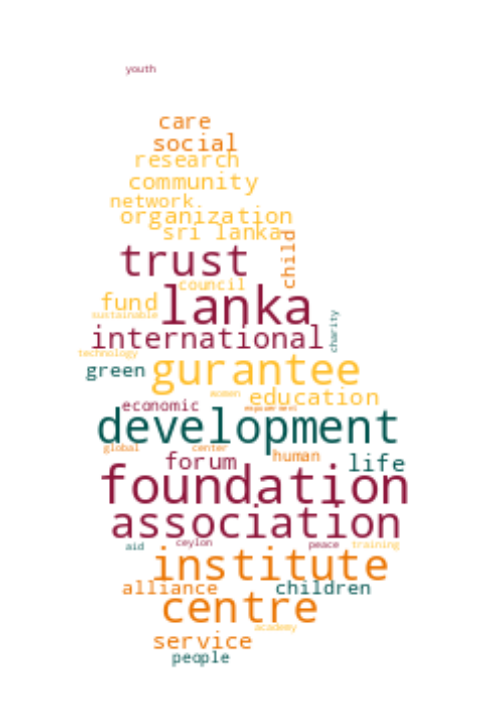 youth
care
social
research
community
network.
organization
sri lanka
child
trust
council
fund
lanka
sustainable
charity
international
technology
green
gurantee
women
education
economic
empowerment
development
global
center
human
forum
life
foundation
association
aid
ceylon
peace
training
institute
alliance
children
centre
academy
service
people